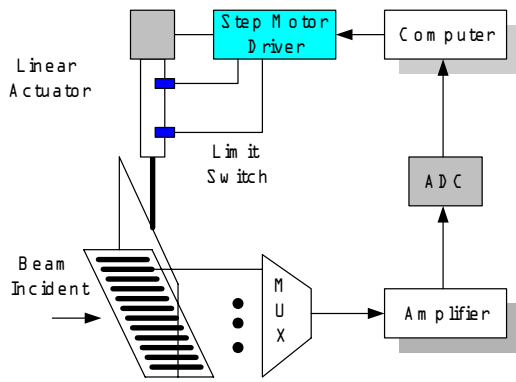 Step Motor
Driver
Computer
Linear
Actuator
Limit
Switch
ADC
Beam
Incident
M
U
X
Amplifier